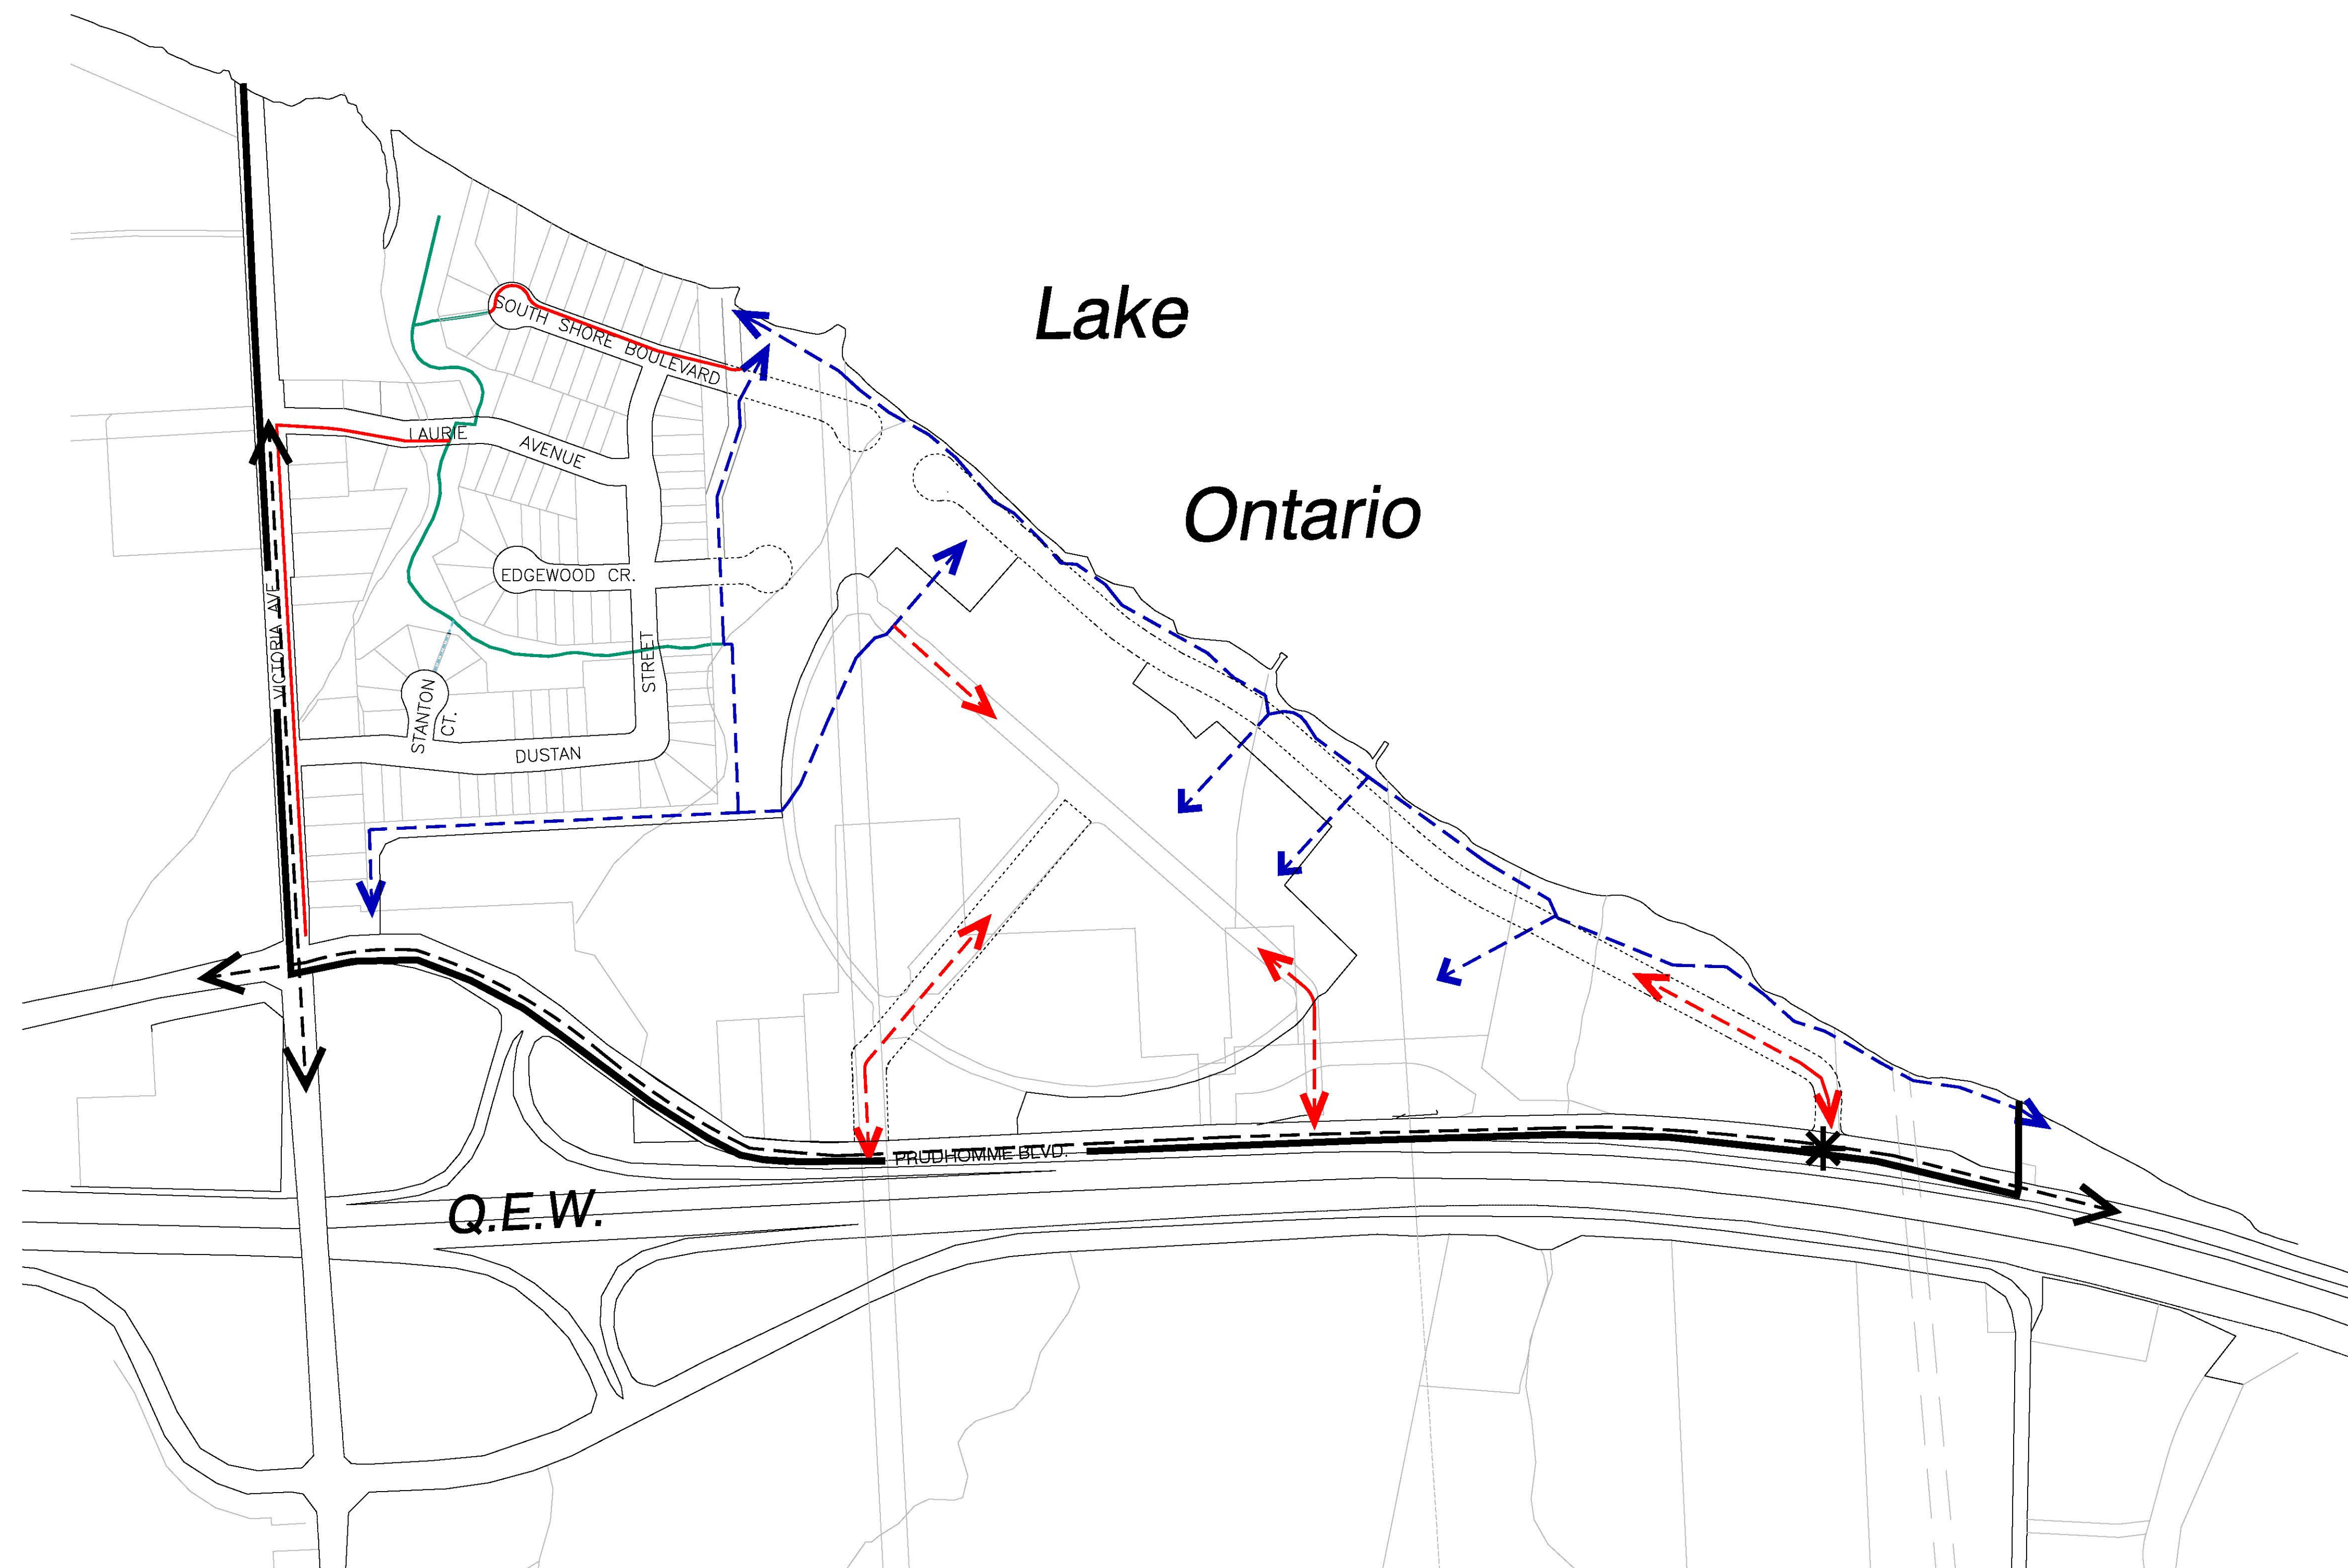 Lake
Ontario
SOUTH SHORE BOULEVARD
LAURIE AVENUE
EDGEWOOD CR.
VICTORIA AVE
STREET
STANTON CT.
DUSTAN
PRUDHOMME BLVD.
Q.E.W.